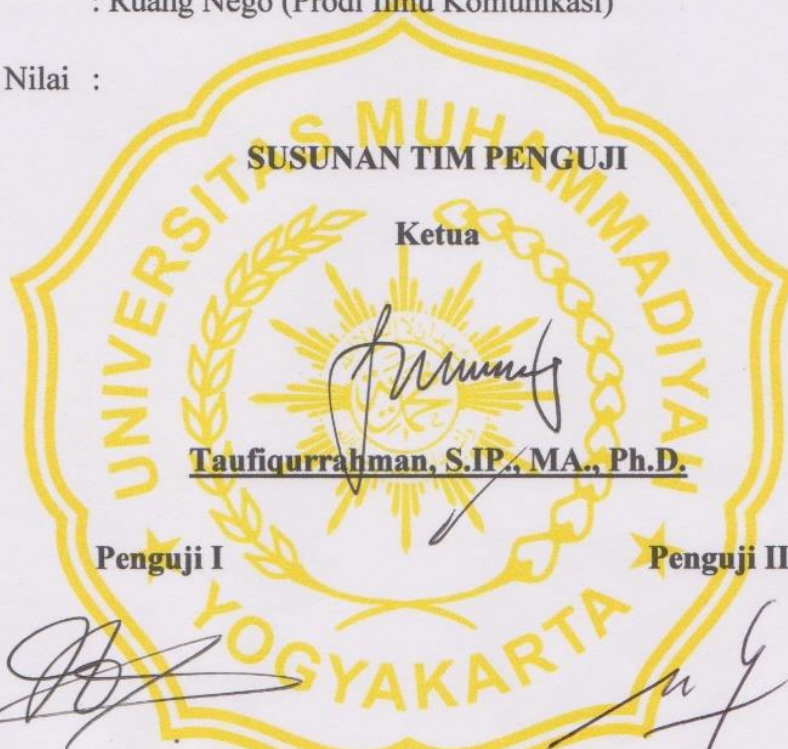 : Ruang Nego (Prodi Ilmu Komunikasi)
Nilai :
SUSUNAN TIM PENGUJI
Ketua
Taufiqurrahman, S.IP., MA., Ph.D.
Penguji I
Penguji II
UNIVERSITAS MUHAMMADIYAH
YOGYAKARTA